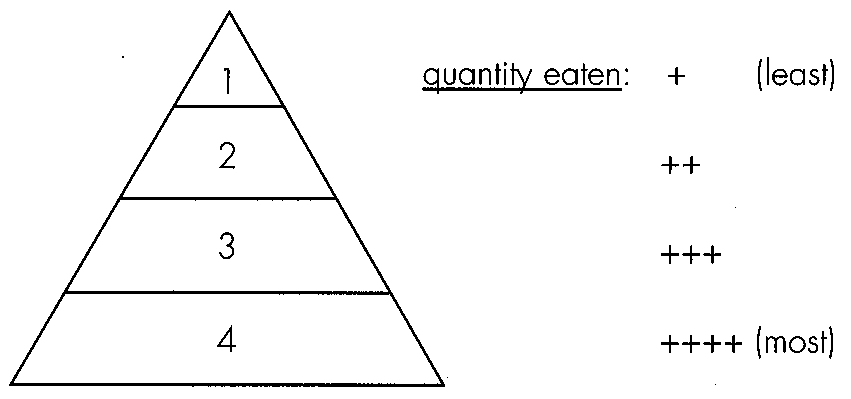 1 quantity eaten: + (least)
2 ++
3 +++
4 ++++ (most)